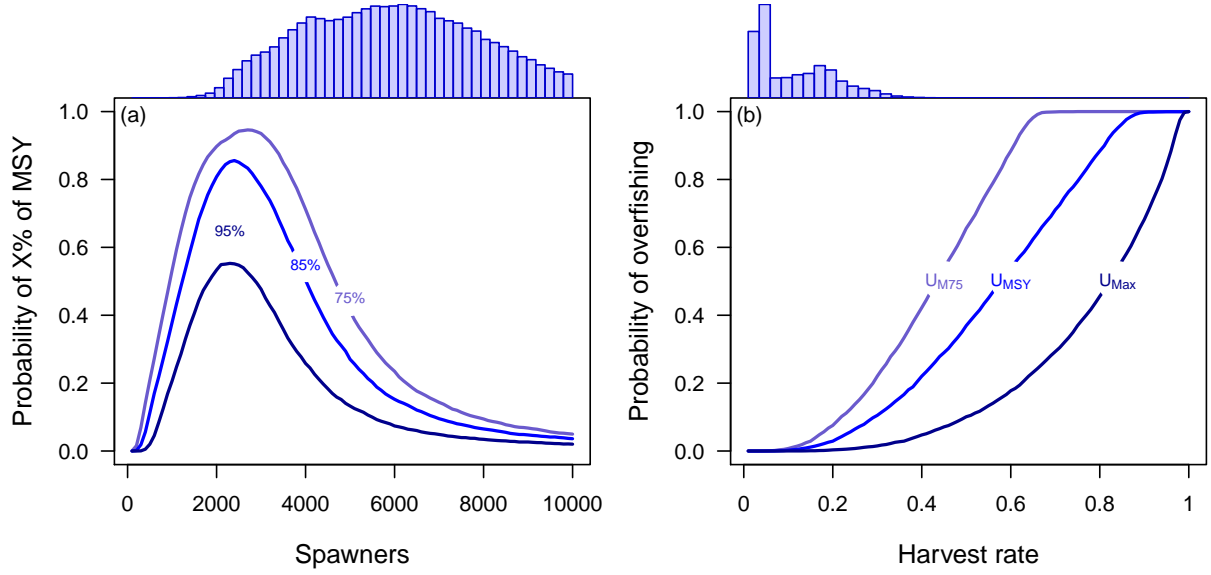 (a)
Probability of X% of MSY
1.0
0.8
0.6
0.4
0.2
0.0
95%
85%
75%
0 2000 4000 6000 8000 10000
Spawners
(b)
Probability of overfishing
1.0
0.8
0.6
0.4
0.2
0.0
UM75 UMSY UMax
0 0.2 0.4 0.6 0.8 1
Harvest rate